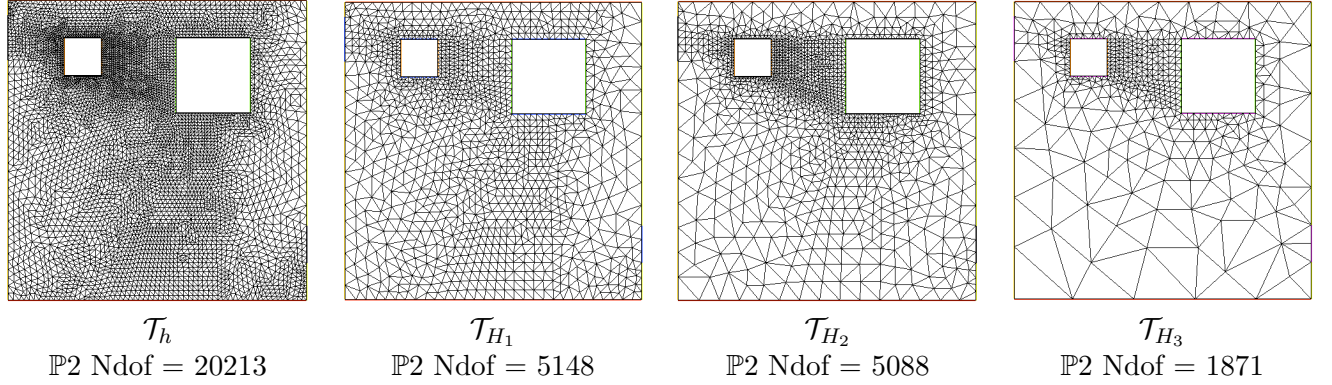 𝒯_h 𝒯_{H_1} 𝒯_{H_2} 𝒯_{H_3}
ℙ2 Ndof = 20213 ℙ2 Ndof = 5148 ℙ2 Ndof = 5088 ℙ2 Ndof = 1871